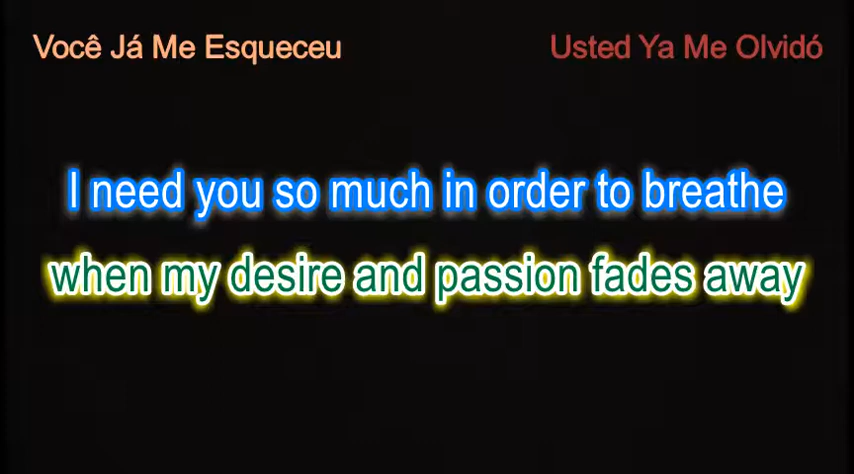 Você Já Me Esqueceu
Usted Ya Me Olvidó
I need you so much in order to breathe
when my desire and passion fades away